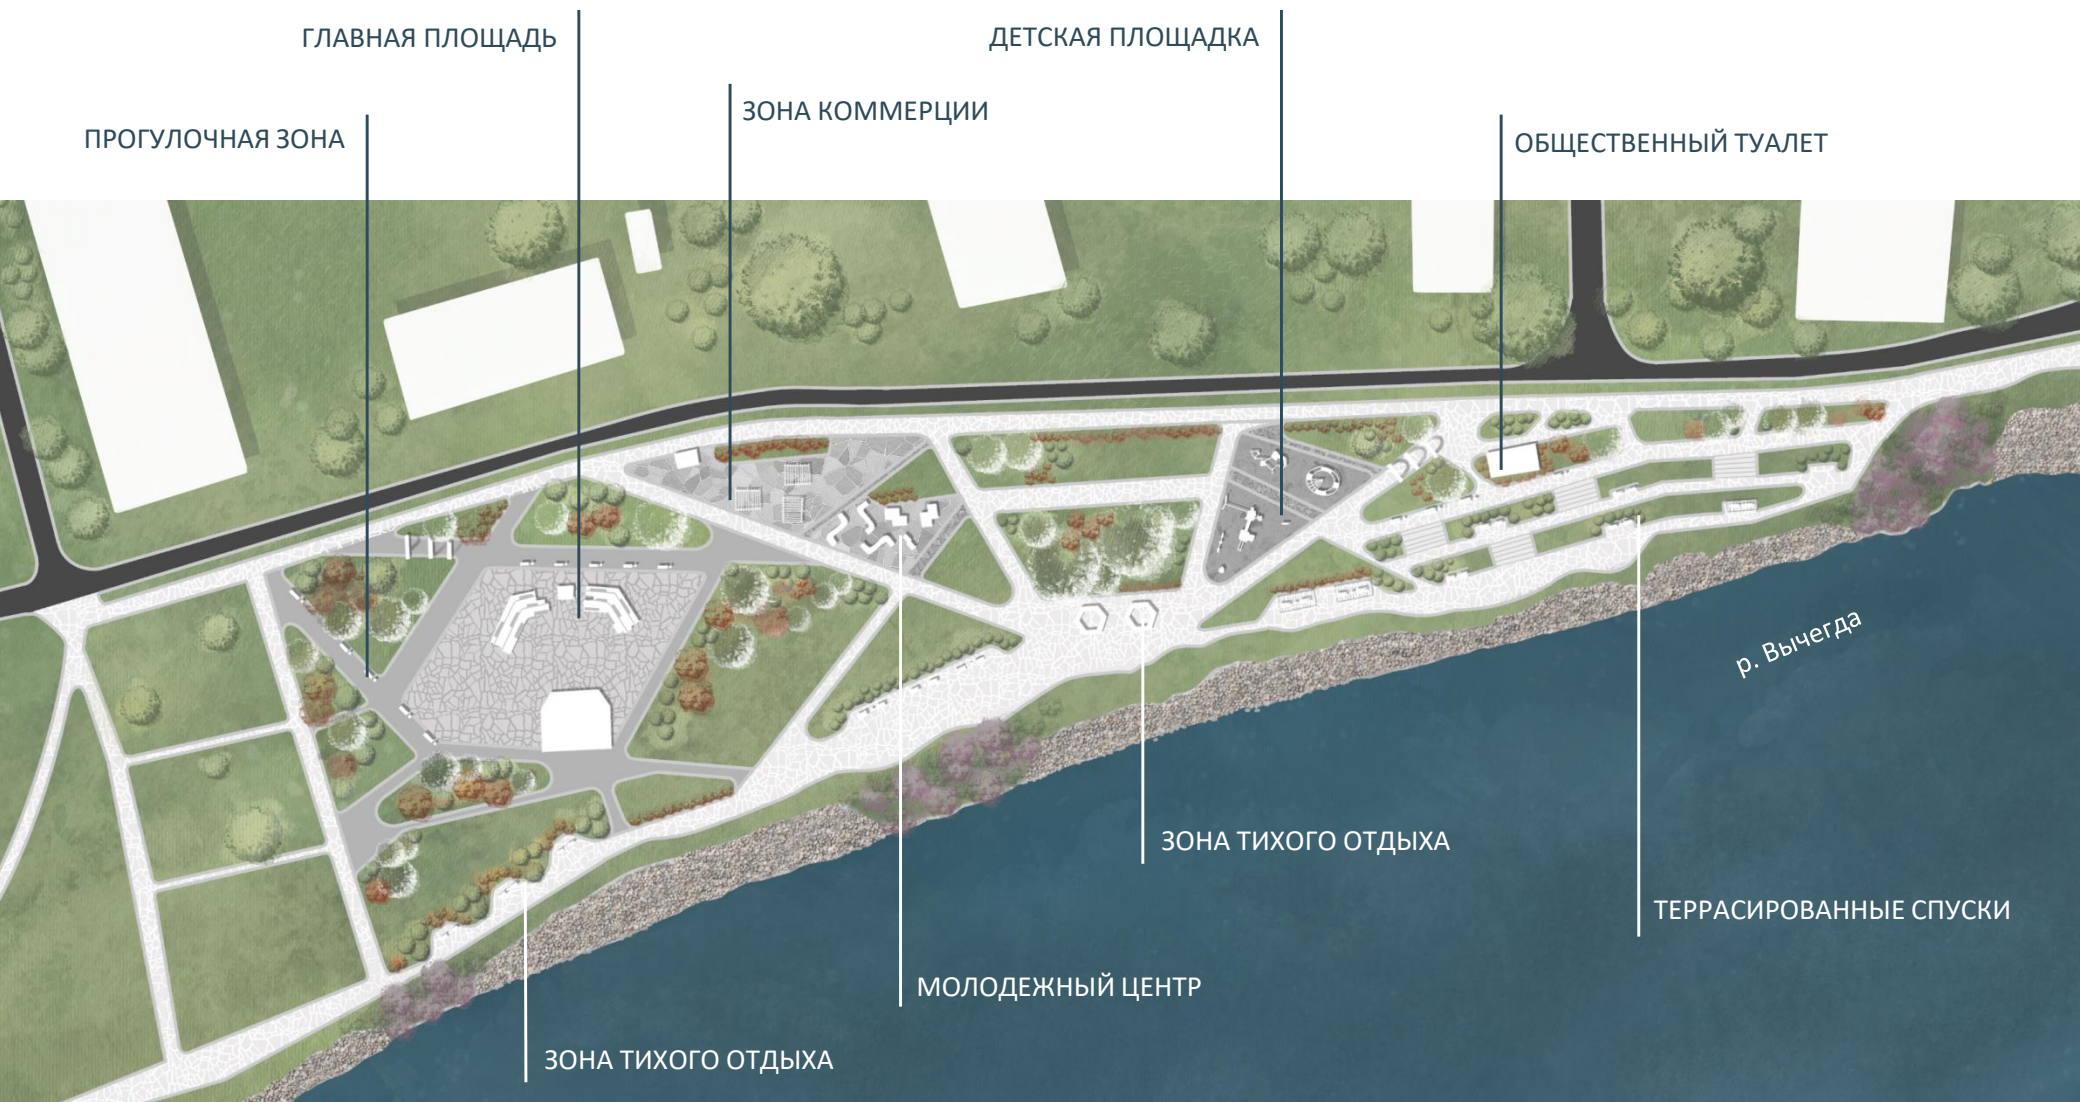 ГЛАВНАЯ ПЛОЩАДЬ
ДЕТСКАЯ ПЛОЩАДКА
ЗОНА КОММЕРЦИИ
ПРОГУЛОЧНАЯ ЗОНА
ОБЩЕСТВЕННЫЙ ТУАЛЕТ
р. Вычегда
ЗОНА ТИХОГО ОТДЫХА
ТЕРРАСИРОВАННЫЕ СПУСКИ
МОЛОДЕЖНЫЙ ЦЕНТР
ЗОНА ТИХОГО ОТДЫХА